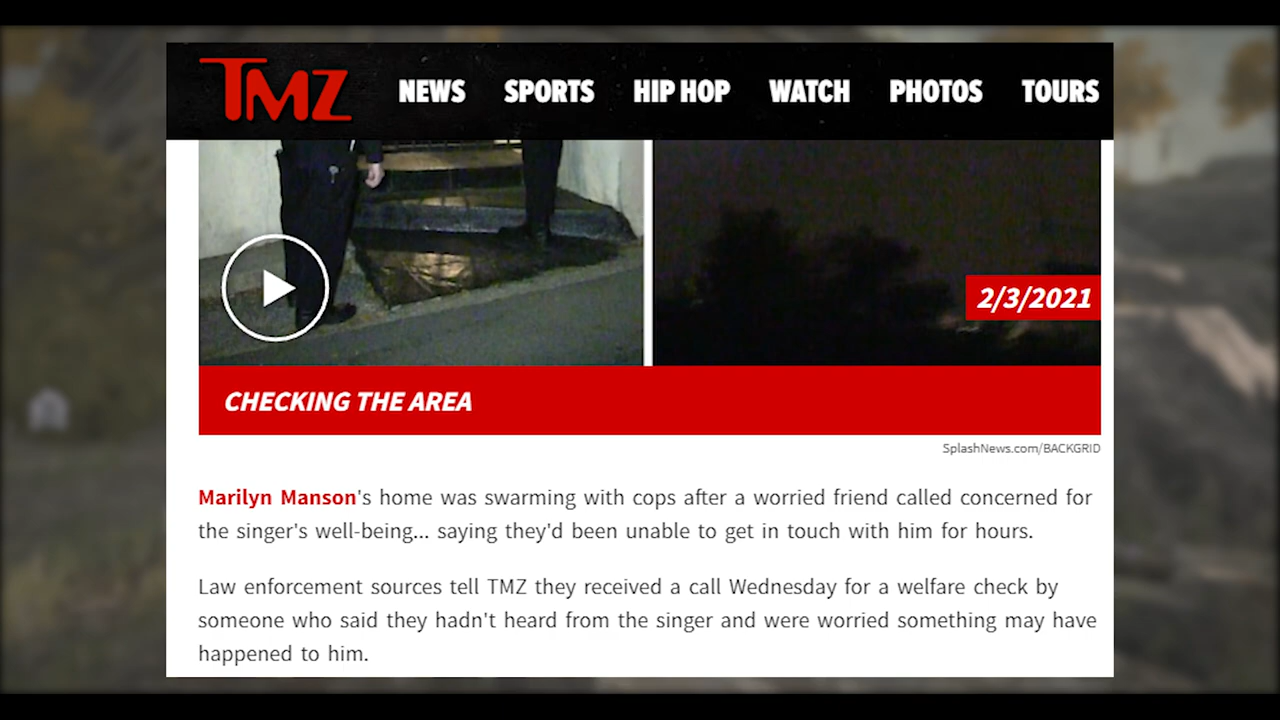 TMZ NEWS SPORTS HIP HOP WATCH PHOTOS TOURS
2/3/2021
CHECKING THE AREA
SplashNews.com/BACKGRID
Marilyn Manson's home was swarming with cops after a worried friend called concerned for
the singer's well-being... saying they'd been unable to get in touch with him for hours.
Law enforcement sources tell TMZ they received a call Wednesday for a welfare check by
someone who said they hadn't heard from the singer and were worried something may have
happened to him.